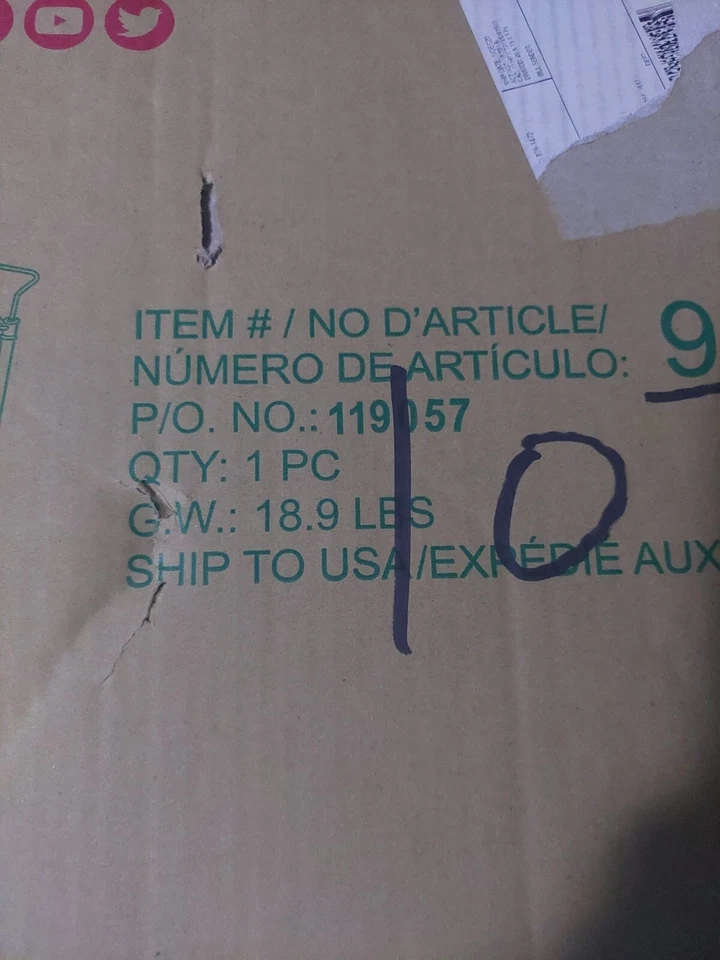 ITEM # / NO D'ARTICLE/
NÚMERO DE ARTÍCULO: 9
P/O. NO.: 119057
QTY: 1 PC
G.W.: 18.9 LBS
SHIP TO USA/EXPÉDIÉ AUX
10